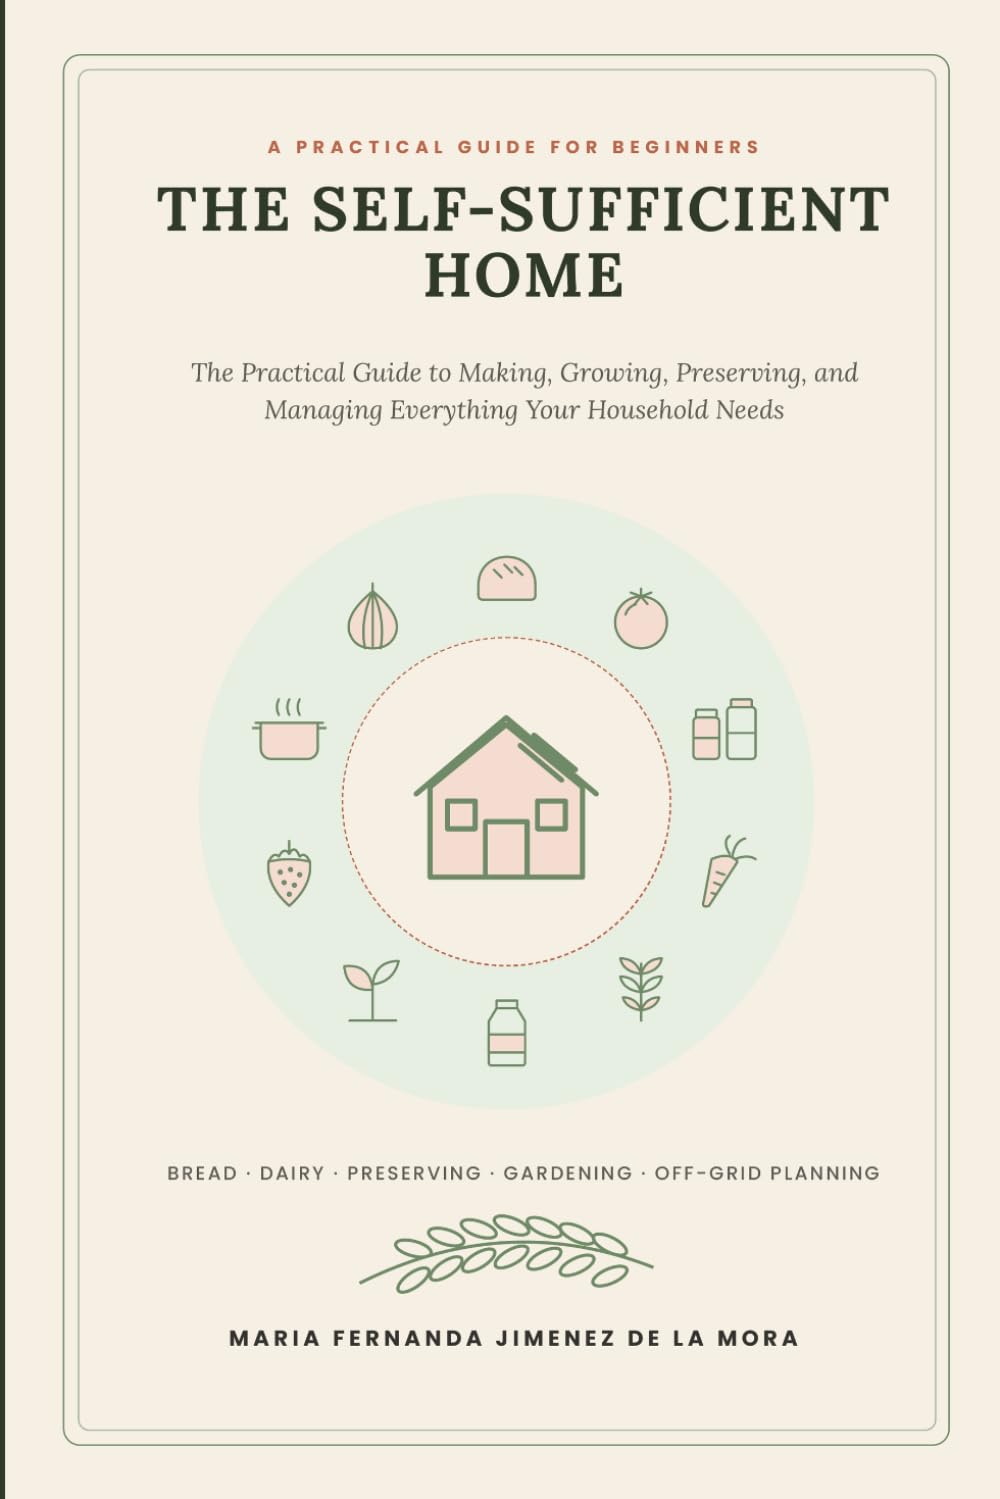 A PRACTICAL GUIDE FOR BEGINNERS
THE SELF-SUFFICIENT
HOME
The Practical Guide to Making, Growing, Preserving, and
Managing Everything Your Household Needs
BREAD · DAIRY · PRESERVING · GARDENING · OFF-GRID PLANNING
MARIA FERNANDA JIMENEZ DE LA MORA